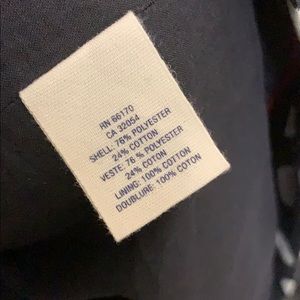 RN 66170
CA 32054
SHELL: 76% POLYESTER
24% COTTON
VESTE: 76 % POLYESTER
24% COTON
LINING: 100% COTTON
DOUBLURE: 100% COTON